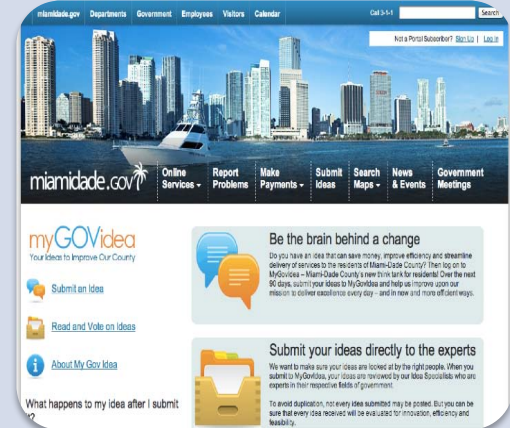 miamidade.gov Departments Government Employees Visitors Calendar Call 3-1-1 Search
Not a Portal Subscriber? Sign Up | Log In
miamidade.gov
Online Services Report Problems Make Payments Submit Ideas Search Maps News & Events Government Meetings
myGOVidea
Your Ideas to Improve Our County
Submit an Idea
Read and Vote on Ideas
About My Gov Idea
What happens to my idea after I submit
?
Be the brain behind a change
Do you have an idea that can save money, improve efficiency and streamline
delivery of services to the residents of Miami-Dade County? Then log on to
MyGovIdea – Miami-Dade County's new think tank for residents! Over the next
90 days, submit your ideas to MyGovIdea and help us improve upon our
mission to deliver excellence every day – and in new and more efficient ways.
Submit your ideas directly to the experts
We want to make sure your ideas are looked at by the right people. When you
submit to MyGovIdea, your ideas are reviewed by our Idea Specialists who are
experts in their respective fields of government.
To avoid duplication, not every idea submitted may be posted. But you can be
sure that every idea received will be evaluated for innovation, efficiency and
feasibility.